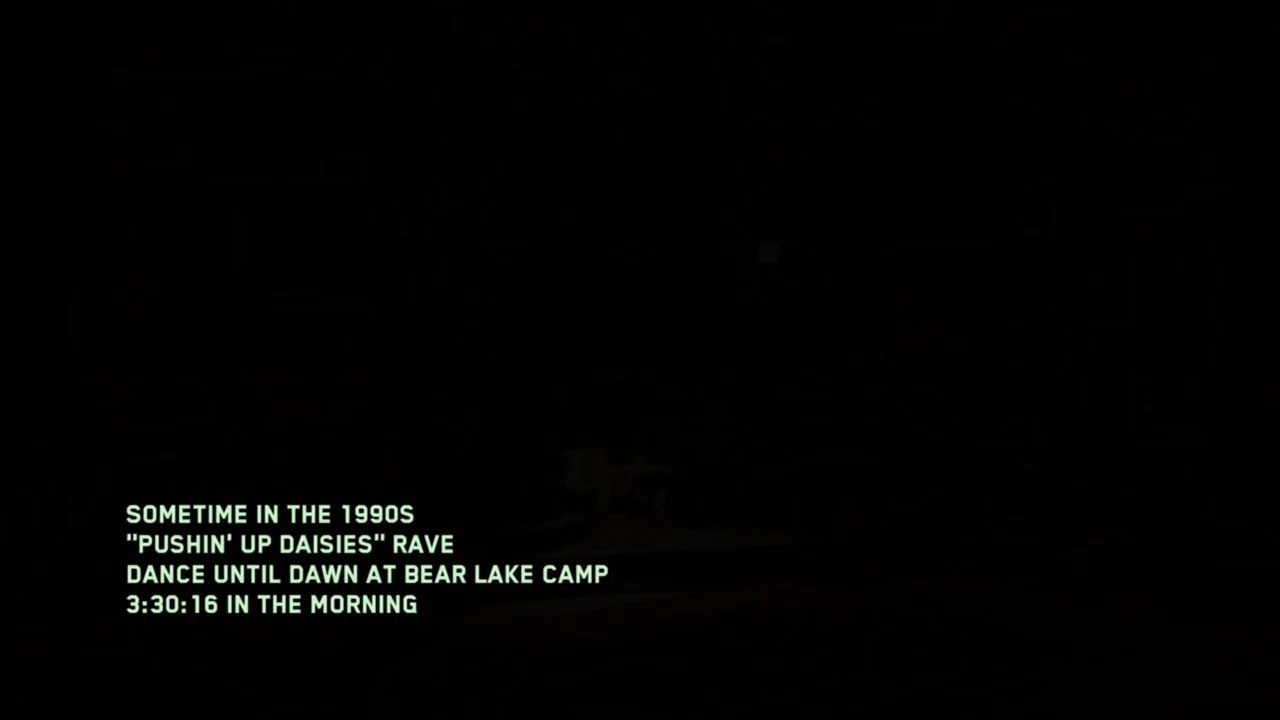 SOMETIME IN THE 1990S
"PUSHIN' UP DAISIES" RAVE
DANCE UNTIL DAWN AT BEAR LAKE CAMP
3:30:16 IN THE MORNING